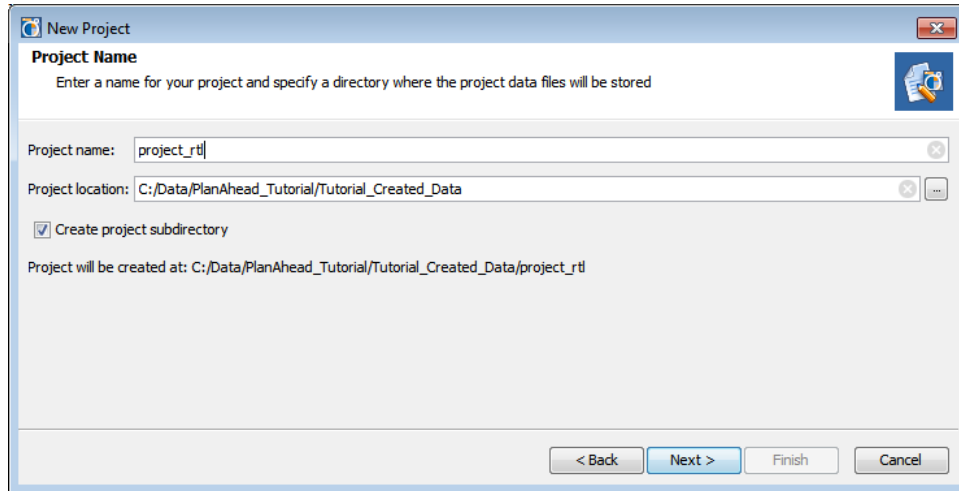 New Project
Project Name
Enter a name for your project and specify a directory where the project data files will be stored
Project name: project_rtl
Project location: C:/Data/PlanAhead_Tutorial/Tutorial_Created_Data ...
Create project subdirectory
Project will be created at: C:/Data/PlanAhead_Tutorial/Tutorial_Created_Data/project_rtl
< Back Next > Finish Cancel